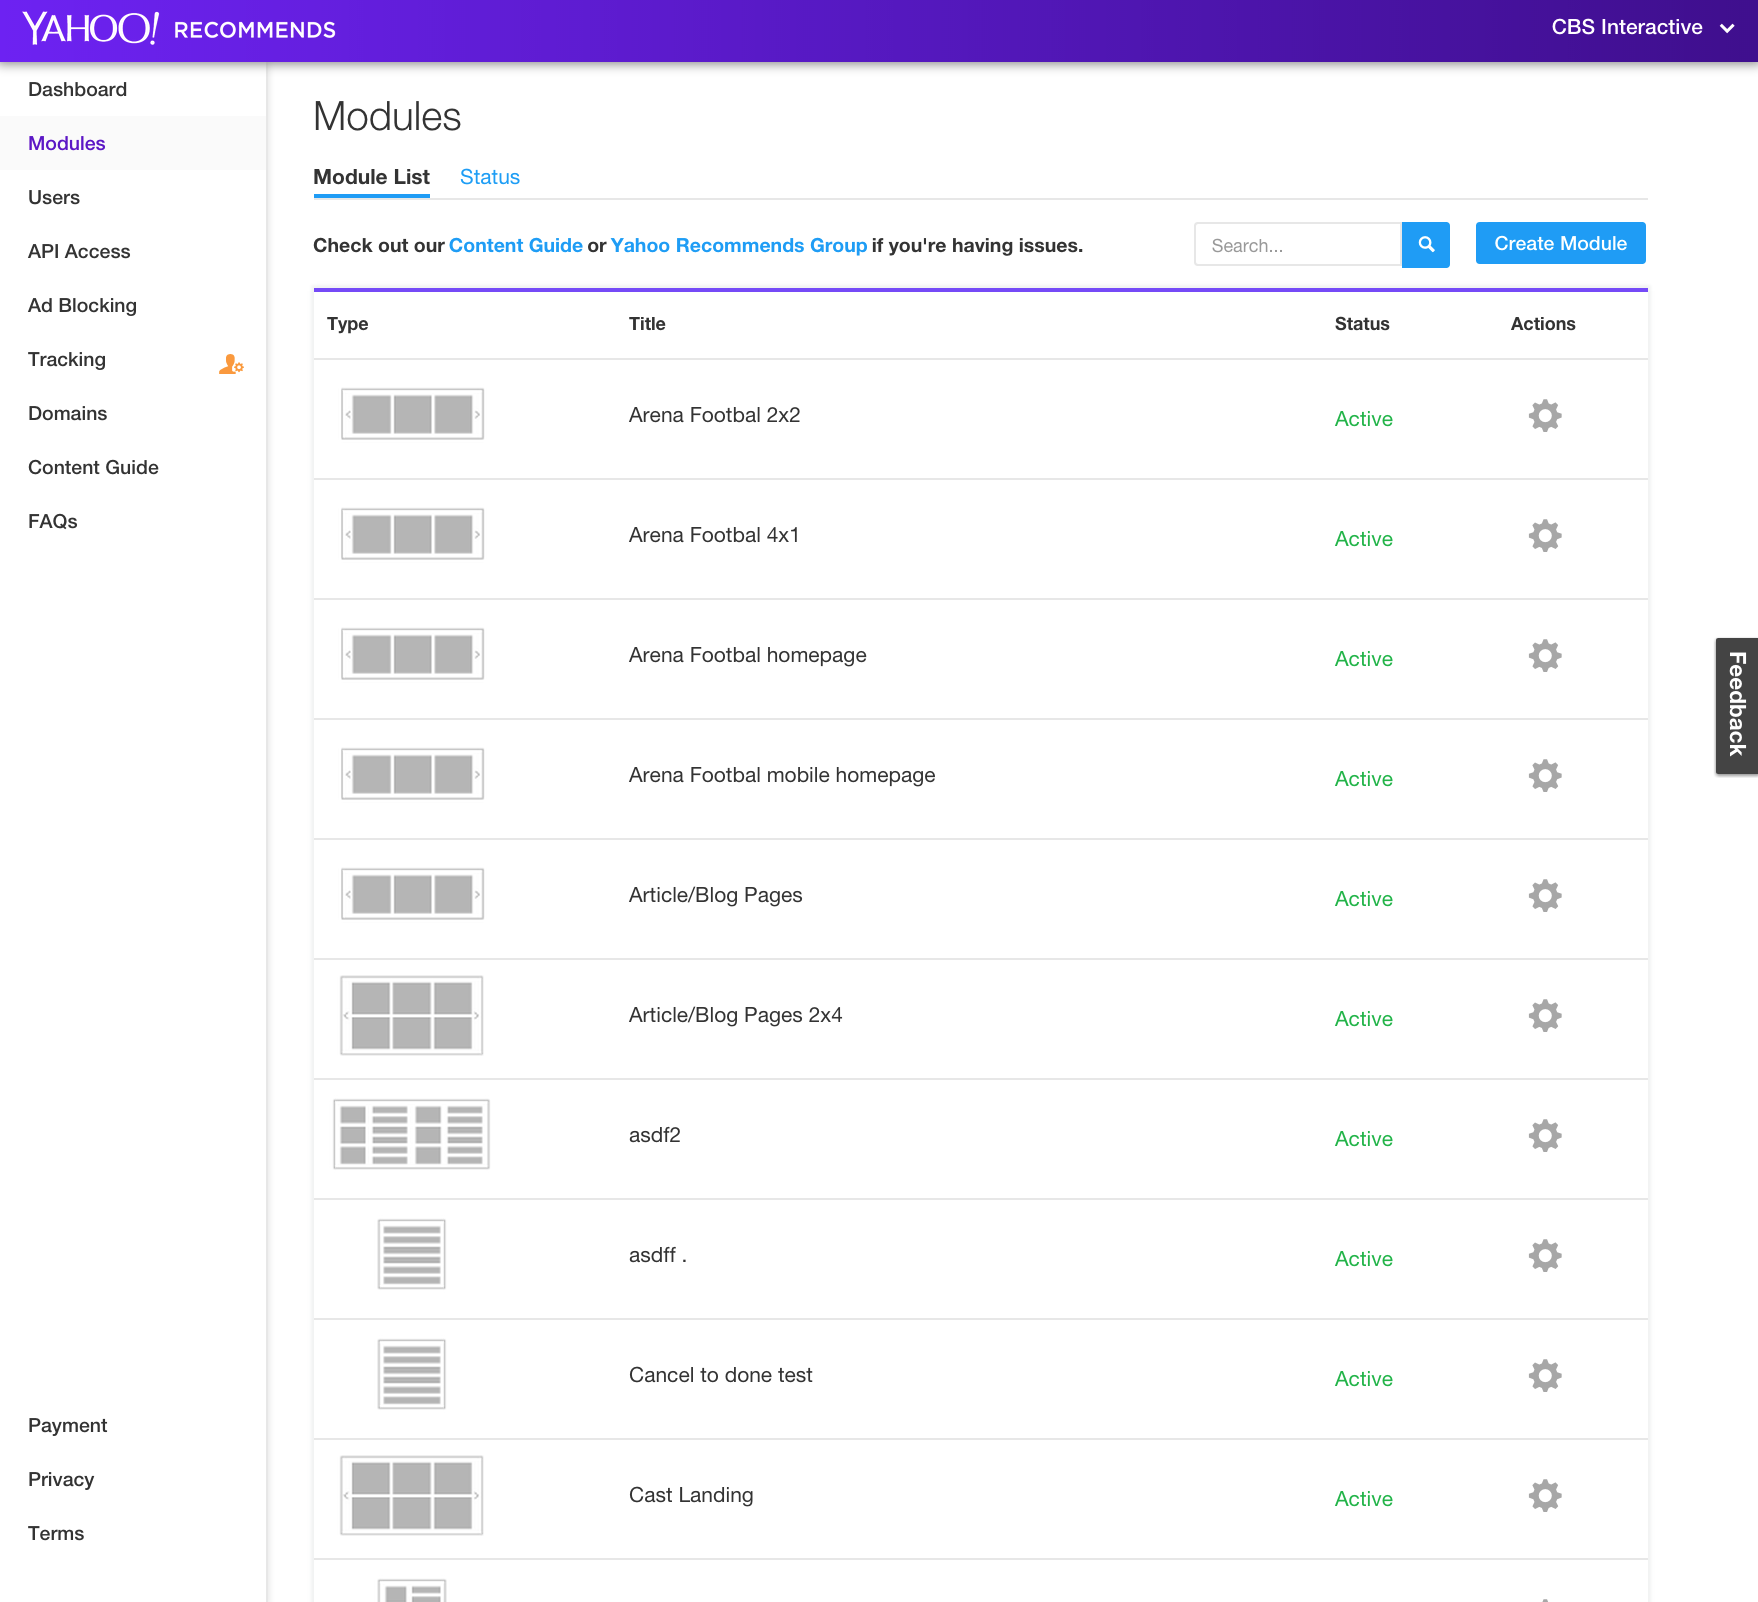 YAHOO! RECOMMENDS
CBS Interactive
Dashboard
Modules
Users
API Access
Ad Blocking
Tracking
Domains
Content Guide
FAQs
Payment
Privacy
Terms
Modules
Module List Status
Check out our Content Guide or Yahoo Recommends Group if you're having issues.
Search...
Create Module
Type Title Status Actions
Arena Footbal 2x2 Active
Arena Footbal 4x1 Active
Arena Footbal homepage Active
Arena Footbal mobile homepage Active
Article/Blog Pages Active
Article/Blog Pages 2x4 Active
asdf2 Active
asdff . Active
Cancel to done test Active
Cast Landing Active
Feedback